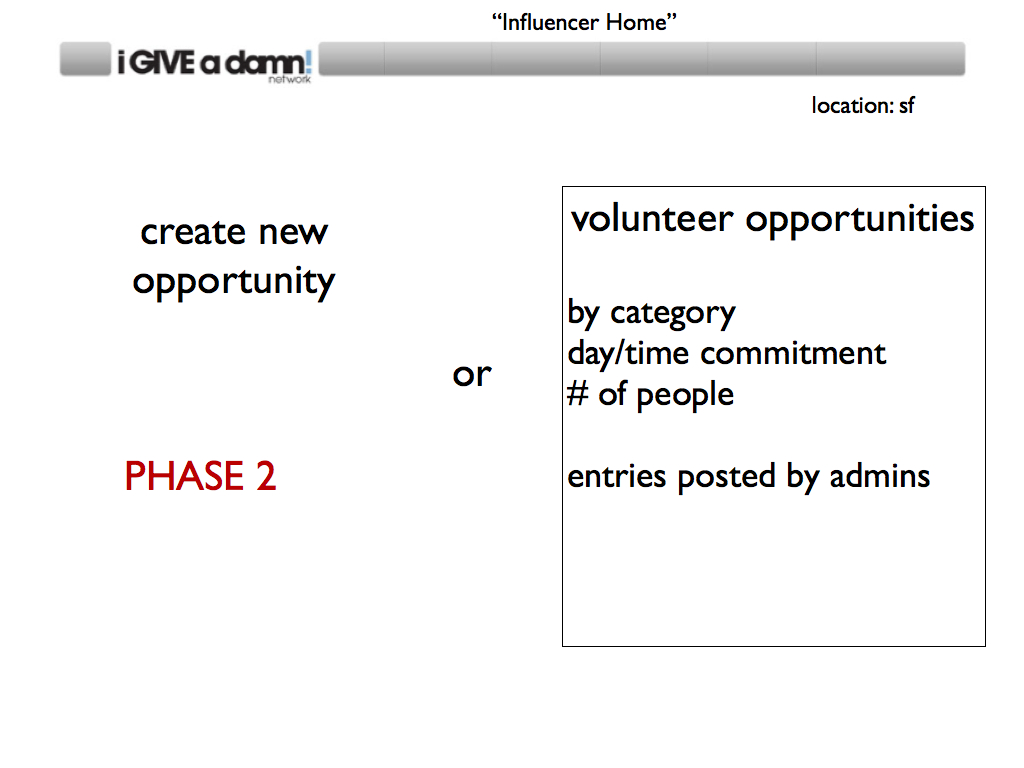 “Influencer Home”
i GIVE a damn!
network
location: sf
create new
opportunity
or
PHASE 2
volunteer opportunities
by category
day/time commitment
# of people
entries posted by admins